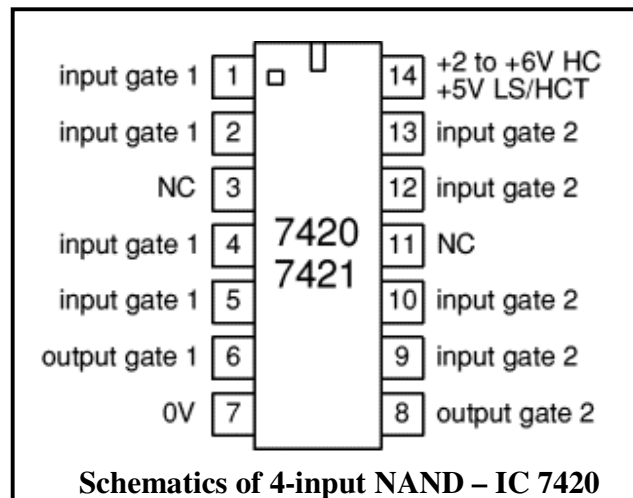 input gate 1 1
input gate 1 2
NC 3
input gate 1 4
input gate 1 5
output gate 1 6
0V 7
7420
7421
14 +2 to +6V HC
+5V LS/HCT
13 input gate 2
12 input gate 2
11 NC
10 input gate 2
9 input gate 2
8 output gate 2
Schematics of 4-input NAND – IC 7420